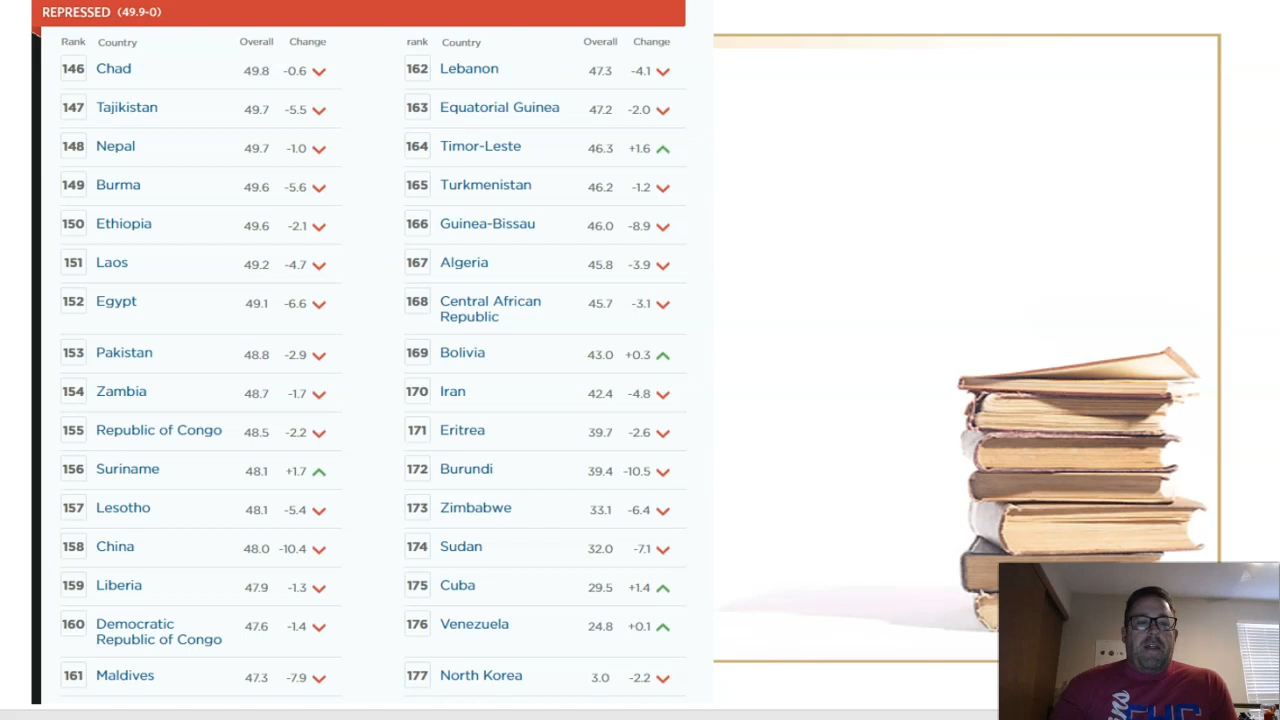 REPRESSED (49.9-0)
Rank Country Overall Change
146 Chad 49.8 -0.6
147 Tajikistan 49.7 -5.5
148 Nepal 49.7 -1.0
149 Burma 49.6 -5.6
150 Ethiopia 49.6 -2.1
151 Laos 49.2 -4.7
152 Egypt 49.1 -6.6
153 Pakistan 48.8 -2.9
154 Zambia 48.7 -1.7
155 Republic of Congo 48.5 -2.2
156 Suriname 48.1 +1.7
157 Lesotho 48.1 -5.4
158 China 48.0 -10.4
159 Liberia 47.9 -1.3
160 Democratic 47.6 -1.4
Republic of Congo
161 Maldives 47.3 -7.9
rank Country Overall Change
162 Lebanon 47.3 -4.1
163 Equatorial Guinea 47.2 -2.0
164 Timor-Leste 46.3 +1.6
165 Turkmenistan 46.2 -1.2
166 Guinea-Bissau 46.0 -8.9
167 Algeria 45.8 -3.9
168 Central African 45.7 -3.1
Republic
169 Bolivia 43.0 +0.3
170 Iran 42.4 -4.8
171 Eritrea 39.7 -2.6
172 Burundi 39.4 -10.5
173 Zimbabwe 33.1 -6.4
174 Sudan 32.0 -7.1
175 Cuba 29.5 +1.4
176 Venezuela 24.8 +0.1
177 North Korea 3.0 -2.2